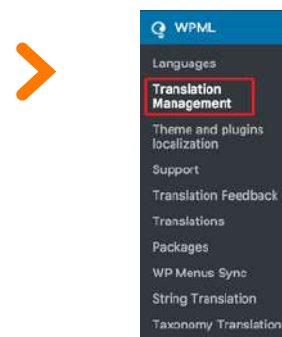 WPML
Languages
Translation
Management
Theme and plugins
localization
Support
Translation Feedback
Translations
Packages
WP Menus Sync
String Translation
Taxonomy Translation